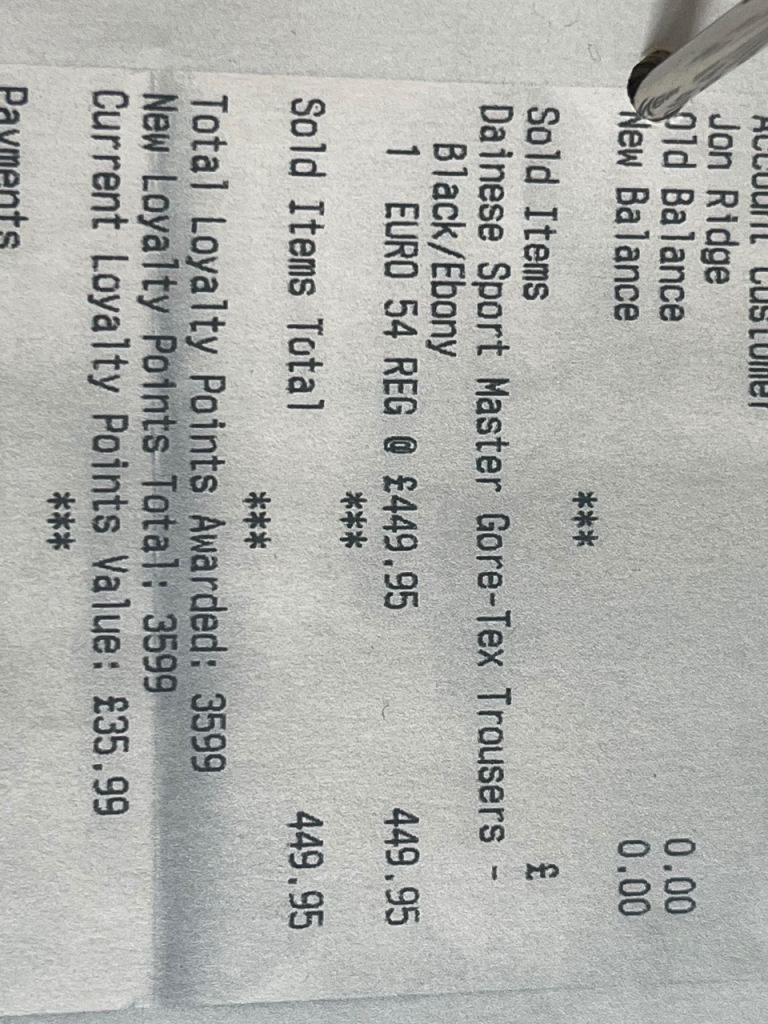 Account Customer
Jon Ridge
Old Balance 0.00
New Balance 0.00
***
Sold Items £
Dainese Sport Master Gore-Tex Trousers -
Black/Ebony
1 EURO 54 REG @ £449.95 449.95
***
Sold Items Total 449.95
***
Total Loyalty Points Awarded: 3599
New Loyalty Points Total: 3599
Current Loyalty Points Value: £35.99
***
Payments